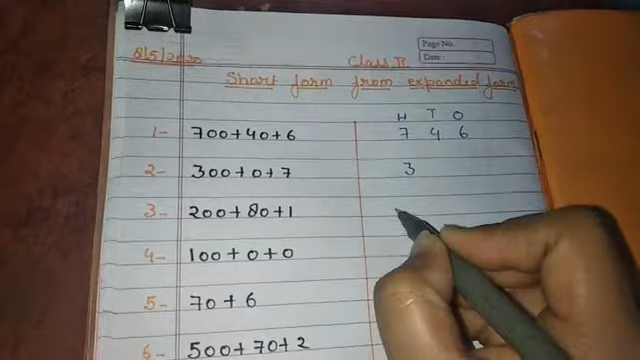 Page No.
Date
8/5/2020 Class II
Short form from expanded form
H T O
1- 700+40+6 7 4 6
2- 300+0+7 3
3- 200+80+1
4- 100+0+0
5- 70+6
6- 500+70+2